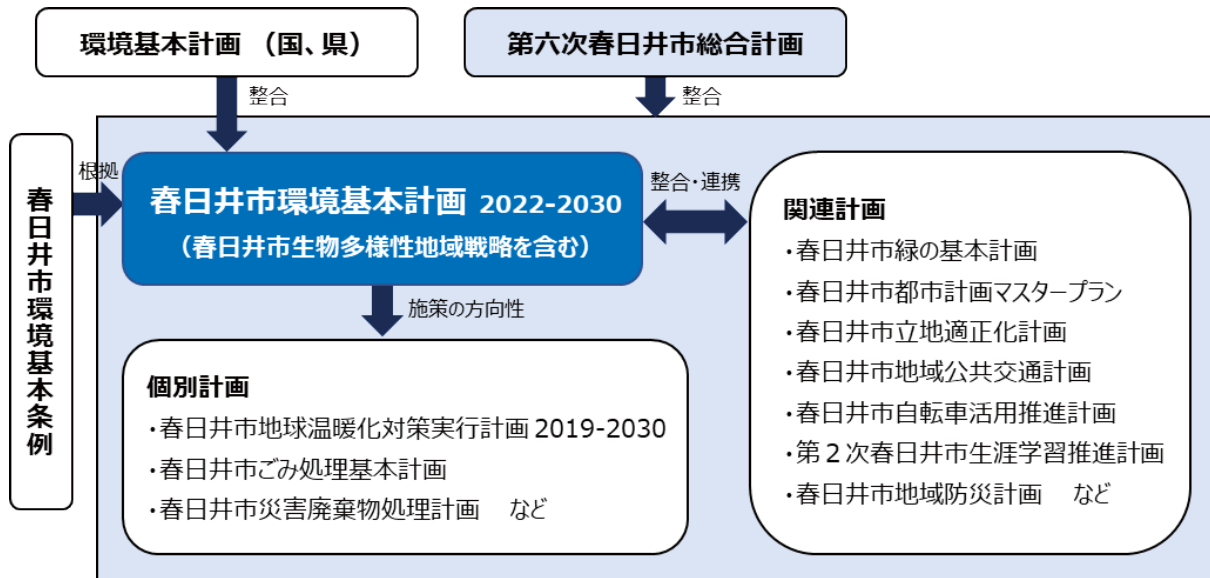 環境基本計画 （国、県）
第六次春日井市総合計画
整合
整合
春日井市環境基本条例
根拠
春日井市環境基本計画 2022-2030
（春日井市生物多様性地域戦略を含む）
整合・連携
施策の方向性
個別計画
・春日井市地球温暖化対策実行計画 2019-2030
・春日井市ごみ処理基本計画
・春日井市災害廃棄物処理計画　など
関連計画
・春日井市緑の基本計画
・春日井市都市計画マスタープラン
・春日井市立地適正化計画
・春日井市地域公共交通計画
・春日井市自転車活用推進計画
・第２次春日井市生涯学習推進計画
・春日井市地域防災計画　など